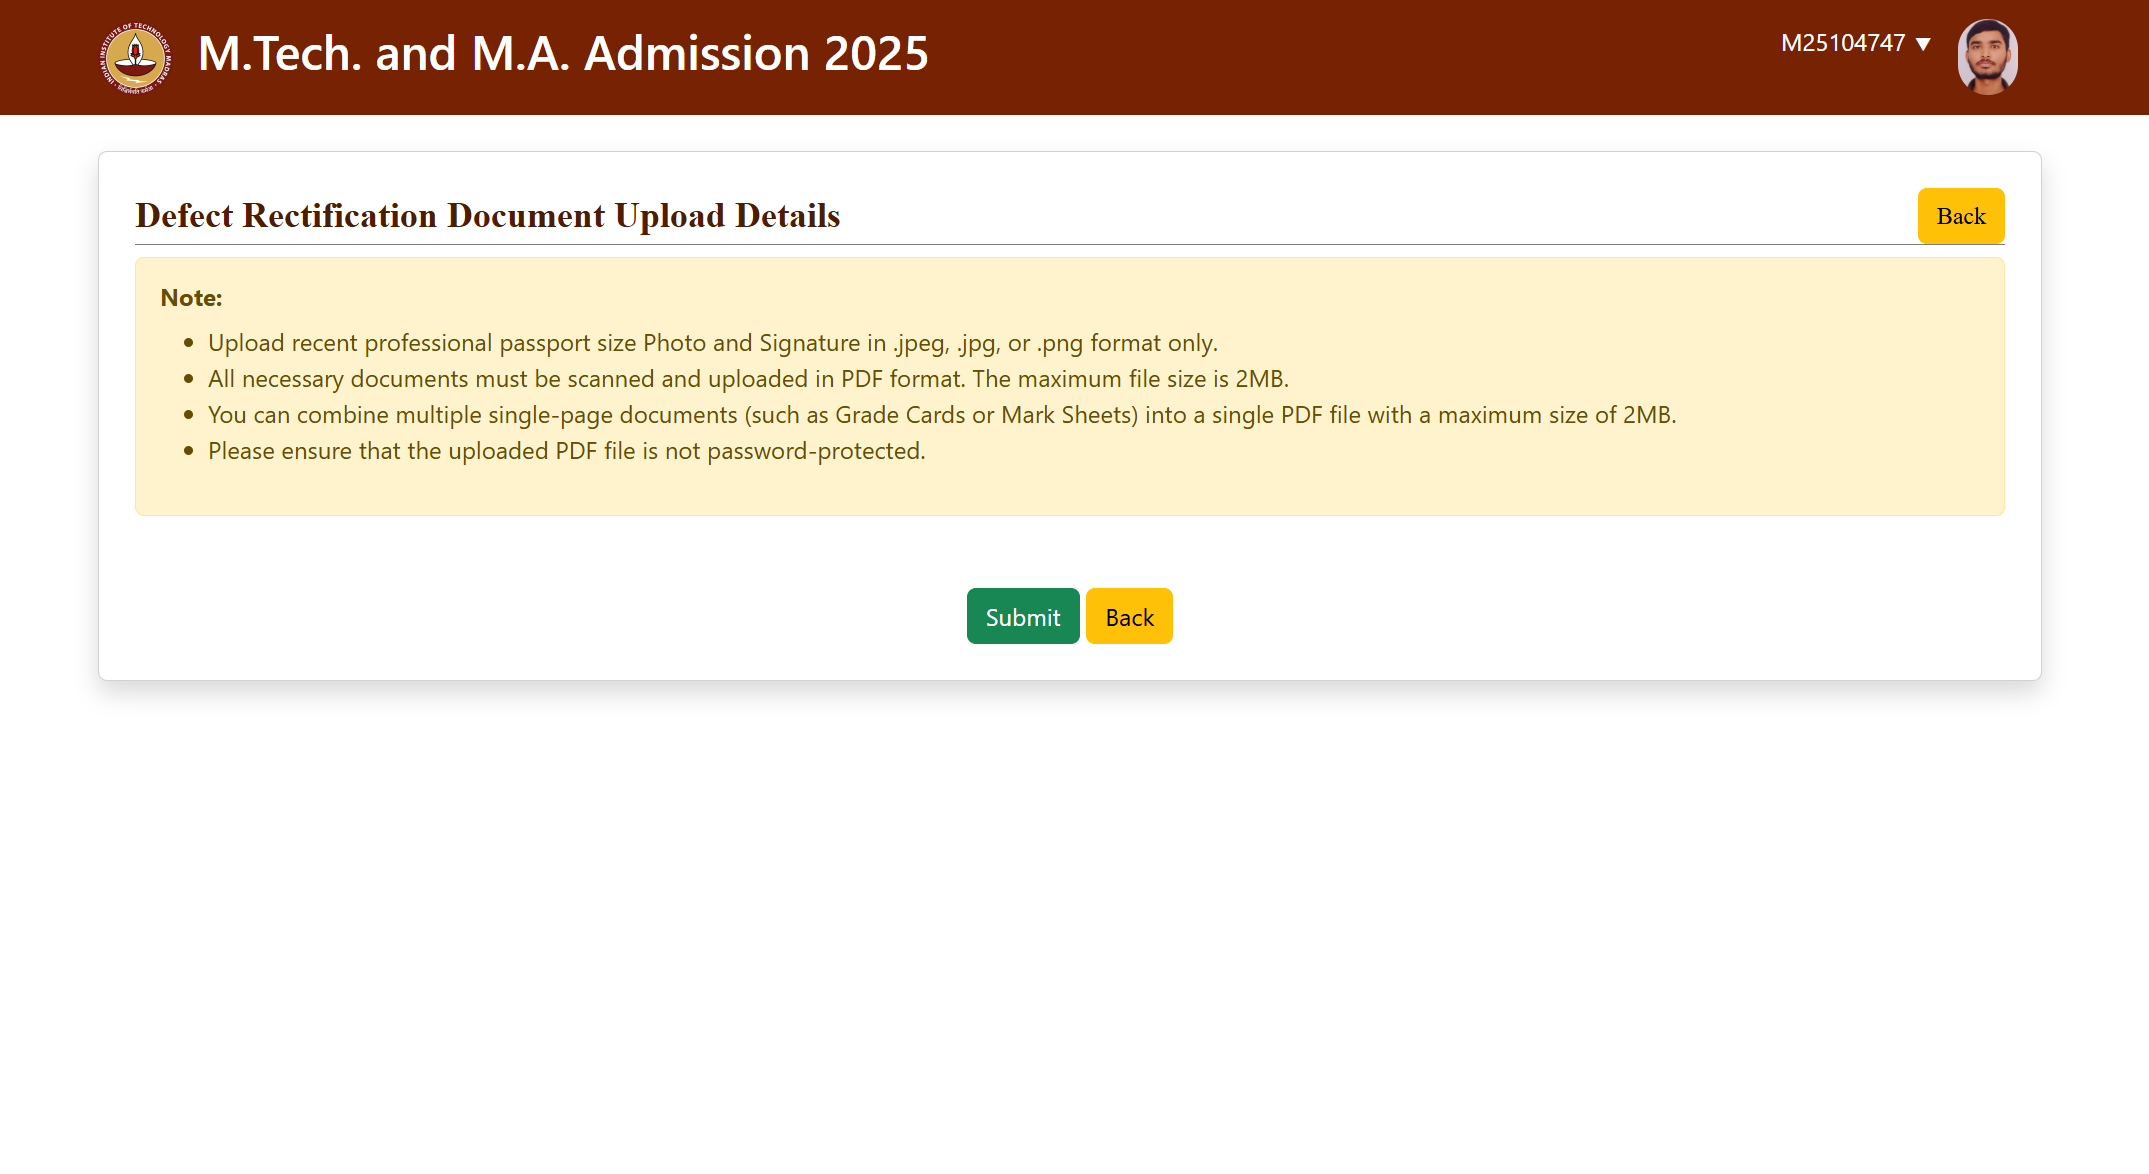 INDIAN INSTITUTE OF TECHNOLOGY MADRAS
M.Tech. and M.A. Admission 2025
M25104747 ▼
Defect Rectification Document Upload Details
Back
Note:
• Upload recent professional passport size Photo and Signature in .jpeg, .jpg, or .png format only.
• All necessary documents must be scanned and uploaded in PDF format. The maximum file size is 2MB.
• You can combine multiple single-page documents (such as Grade Cards or Mark Sheets) into a single PDF file with a maximum size of 2MB.
• Please ensure that the uploaded PDF file is not password-protected.
Submit
Back